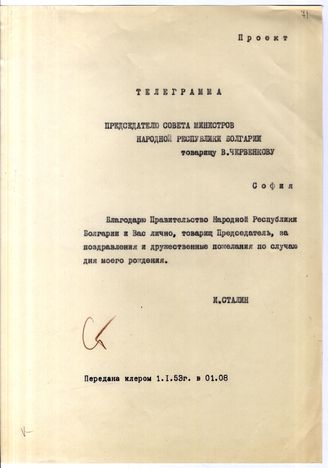 71
Проект
ТЕЛЕГРАММА
ПРЕДСЕДАТЕЛЮ СОВЕТА МИНИСТРОВ
НАРОДНОЙ РЕСПУБЛИКИ БОЛГАРИИ
товарищу В.ЧЕРВЕНКОВУ
София
Благодарю Правительство Народной Республики
Болгарии и Вас лично, товарищ Председатель, за
поздравления и дружественные пожелания по случаю
дня моего рождения.
И.СТАЛИН
Передана клером 1.I.53г. в 01.08